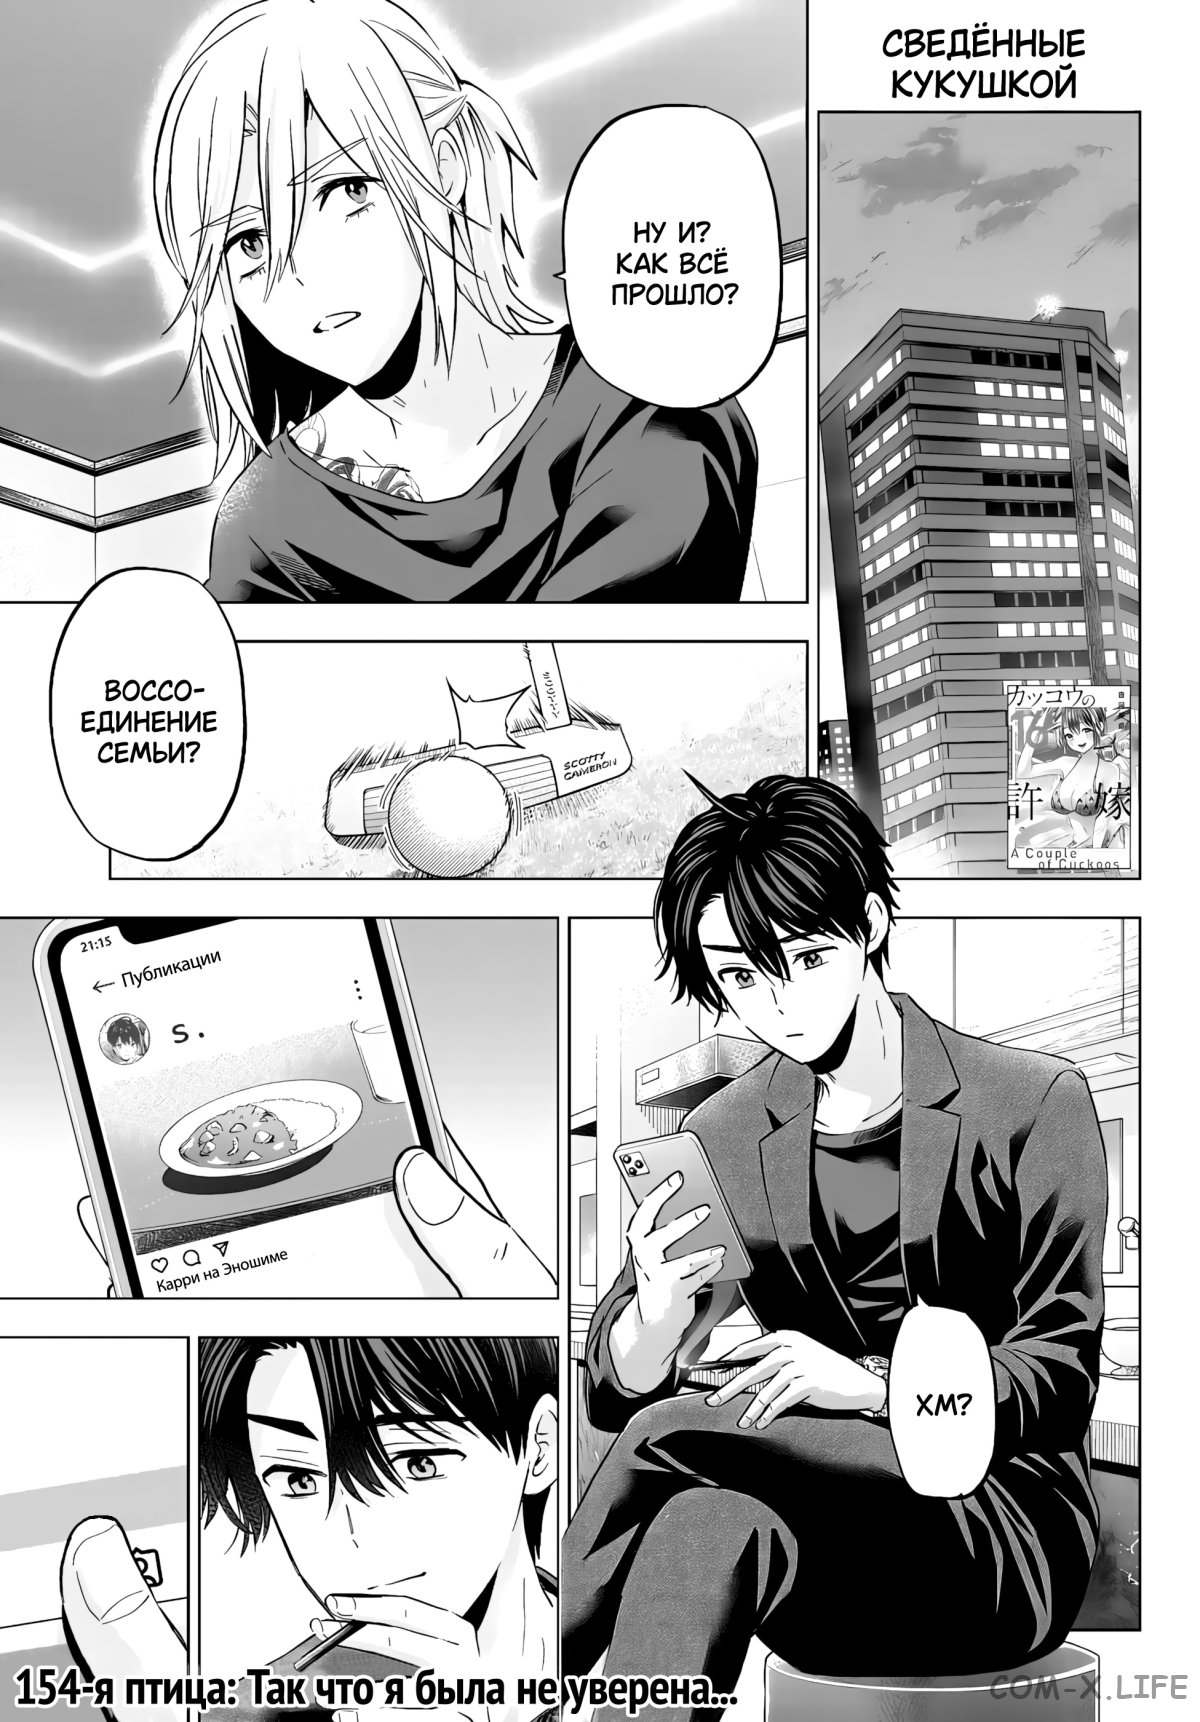 СВЕДЁННЫЕ
КУКУШКОЙ
НУ И?
КАК ВСЁ
ПРОШЛО?
カッコウの
16
許嫁
A Couple
of Cuckoos
ВОССО-
ЕДИНЕНИЕ
СЕМЬИ?
SCOTTY
CAMERON
21:15
← Публикации
S.
Карри на Эношиме
ХМ?
154-я птица: Так что я была не уверена...
COM-X.LIFE